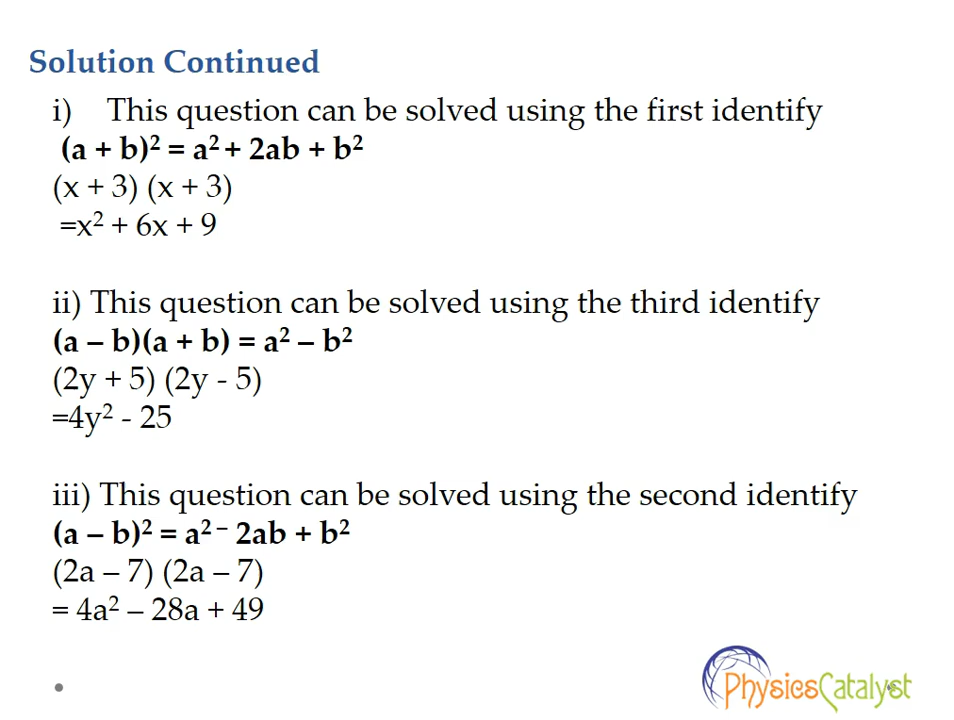 Solution Continued
i) This question can be solved using the first identify
(a + b)² = a² + 2ab + b²
(x + 3) (x + 3)
=x² + 6x + 9
ii) This question can be solved using the third identify
(a – b)(a + b) = a² – b²
(2y + 5) (2y - 5)
=4y² - 25
iii) This question can be solved using the second identify
(a – b)² = a² ⁻ 2ab + b²
(2a – 7) (2a – 7)
= 4a² – 28a + 49
PhysicsCatalyst